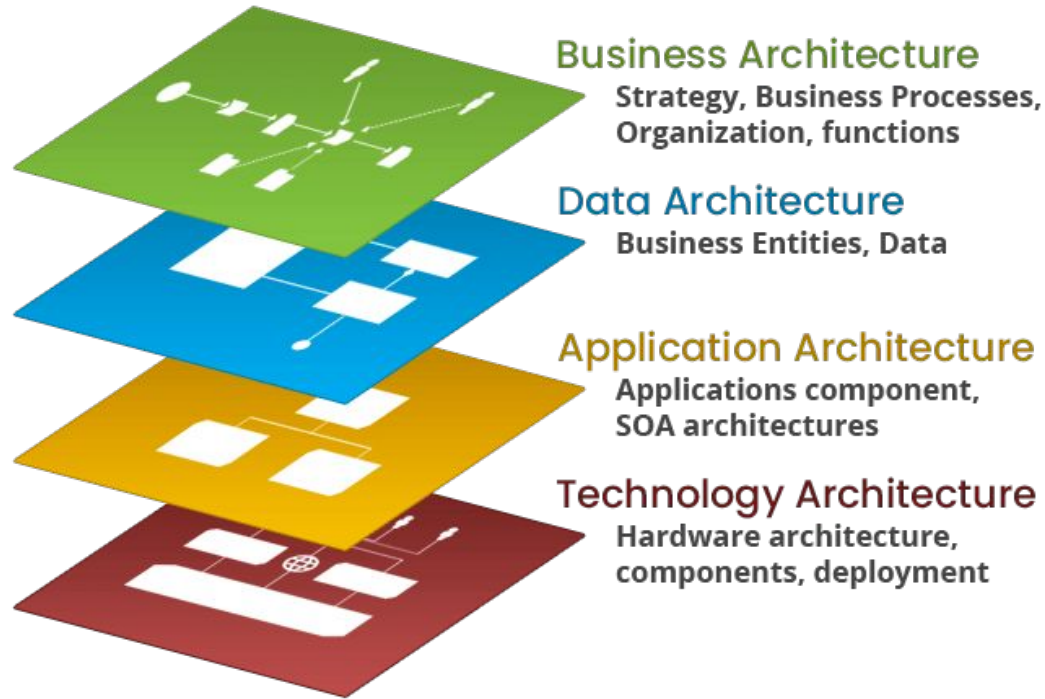 Business Architecture
Strategy, Business Processes,
Organization, functions
Data Architecture
Business Entities, Data
Application Architecture
Applications component,
SOA architectures
Technology Architecture
Hardware architecture,
components, deployment